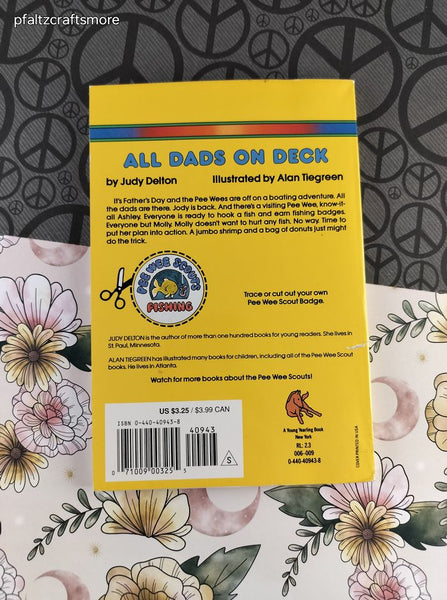 pfaltzcraftsmore
ALL DADS ON DECK
by Judy Delton Illustrated by Alan Tiegreen
It's Father's Day and the Pee Wees are off on a boating adventure. All
the dads are there. Jody is back. And there's a visiting Pee Wee, know-it-
all Ashley. Everyone is ready to hook a fish and earn fishing badges.
Everyone but Molly. Molly doesn't want to hurt any fish. No way. Time to
put her plan into action. A jumbo shrimp and a bag of donuts just might
do the trick.
PEE WEE SCOUTS
FISHING
Trace or cut out your own
Pee Wee Scout Badge.
JUDY DELTON is the author of more than one hundred books for young readers. She lives in
St. Paul, Minnesota.
ALAN TIEGREEN has illustrated many books for children, including all of the Pee Wee Scout
books. He lives in Atlanta.
Watch for more books about the Pee Wee Scouts!
US $3.25 / $3.99 CAN
ISBN 0-440-40943-8
40943
0 71009 00325 5
S
A Young Yearling Book
New York
RL: 2.3
006-009
0-440-40943-8
COVER PRINTED IN USA